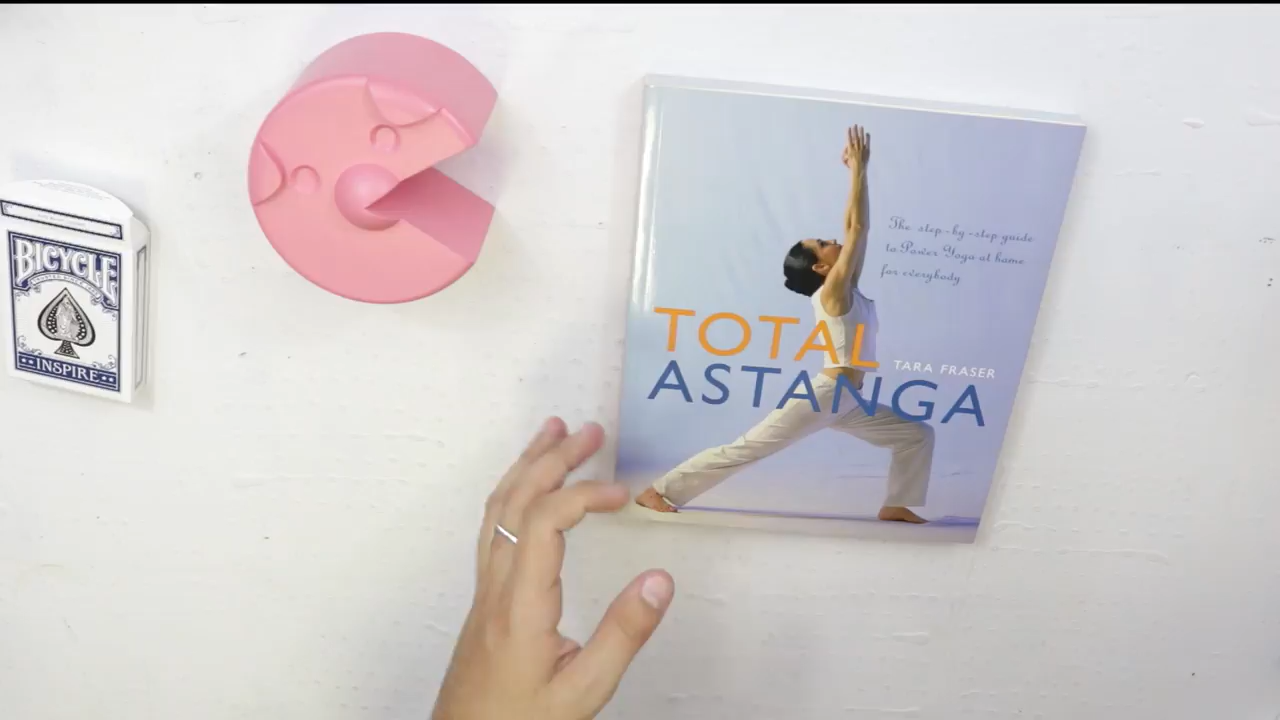 BICYCLE
INSPIRE
The step-by-step guide
to Power Yoga at home
for everybody
TOTAL
ASTANGA
TARA FRASER